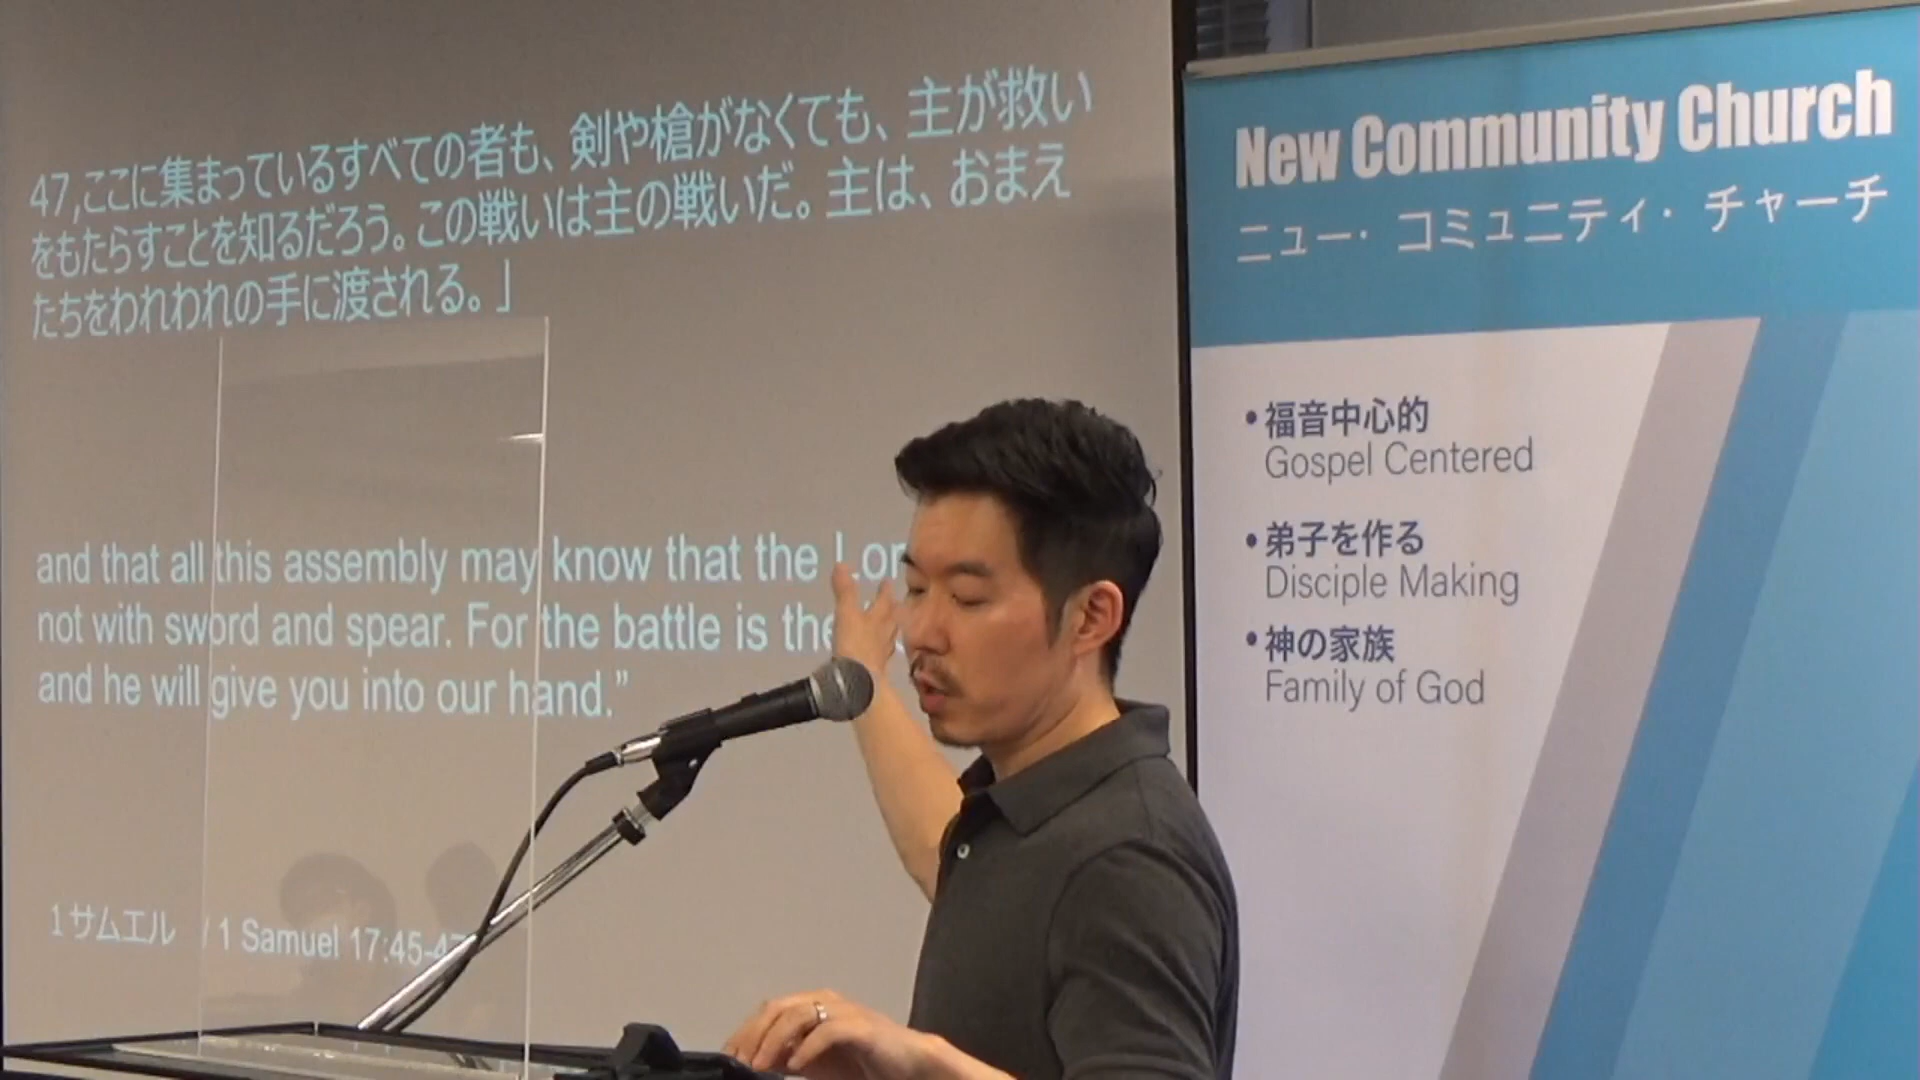 47,ここに集まっているすべての者も、剣や槍がなくても、主が救い
をもたらすことを知るだろう。この戦いは主の戦いだ。主は、おまえ
たちをわれわれの手に渡される。」
and that all this assembly may know that the
not with sword and spear. For the battle is the
and he will give you into our hand.”
1サムエル / 1 Samuel 17:45-47
New Community Church
ニュー・コミュニティ・チャーチ
•福音中心的
Gospel Centered
•弟子を作る
Disciple Making
•神の家族
Family of God